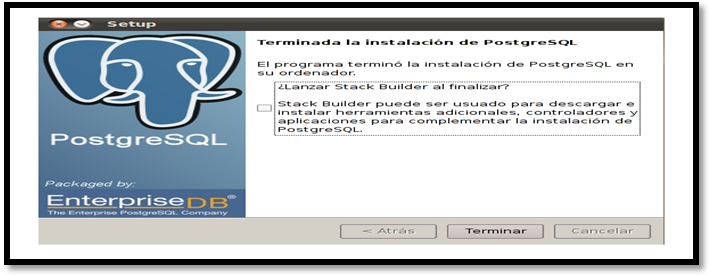 Setup
Terminada la instalación de PostgreSQL
El programa terminó la instalación de PostgreSQL en
su ordenador.
¿Lanzar Stack Builder al finalizar?
Stack Builder puede ser usuado para descargar e
instalar herramientas adicionales, controladores y
aplicaciones para complementar la instalación de
PostgreSQL.
PostgreSQL
Packaged by:
EnterpriseDB®
The Enterprise PostgreSQL Company
< Atrás
Terminar
Cancelar